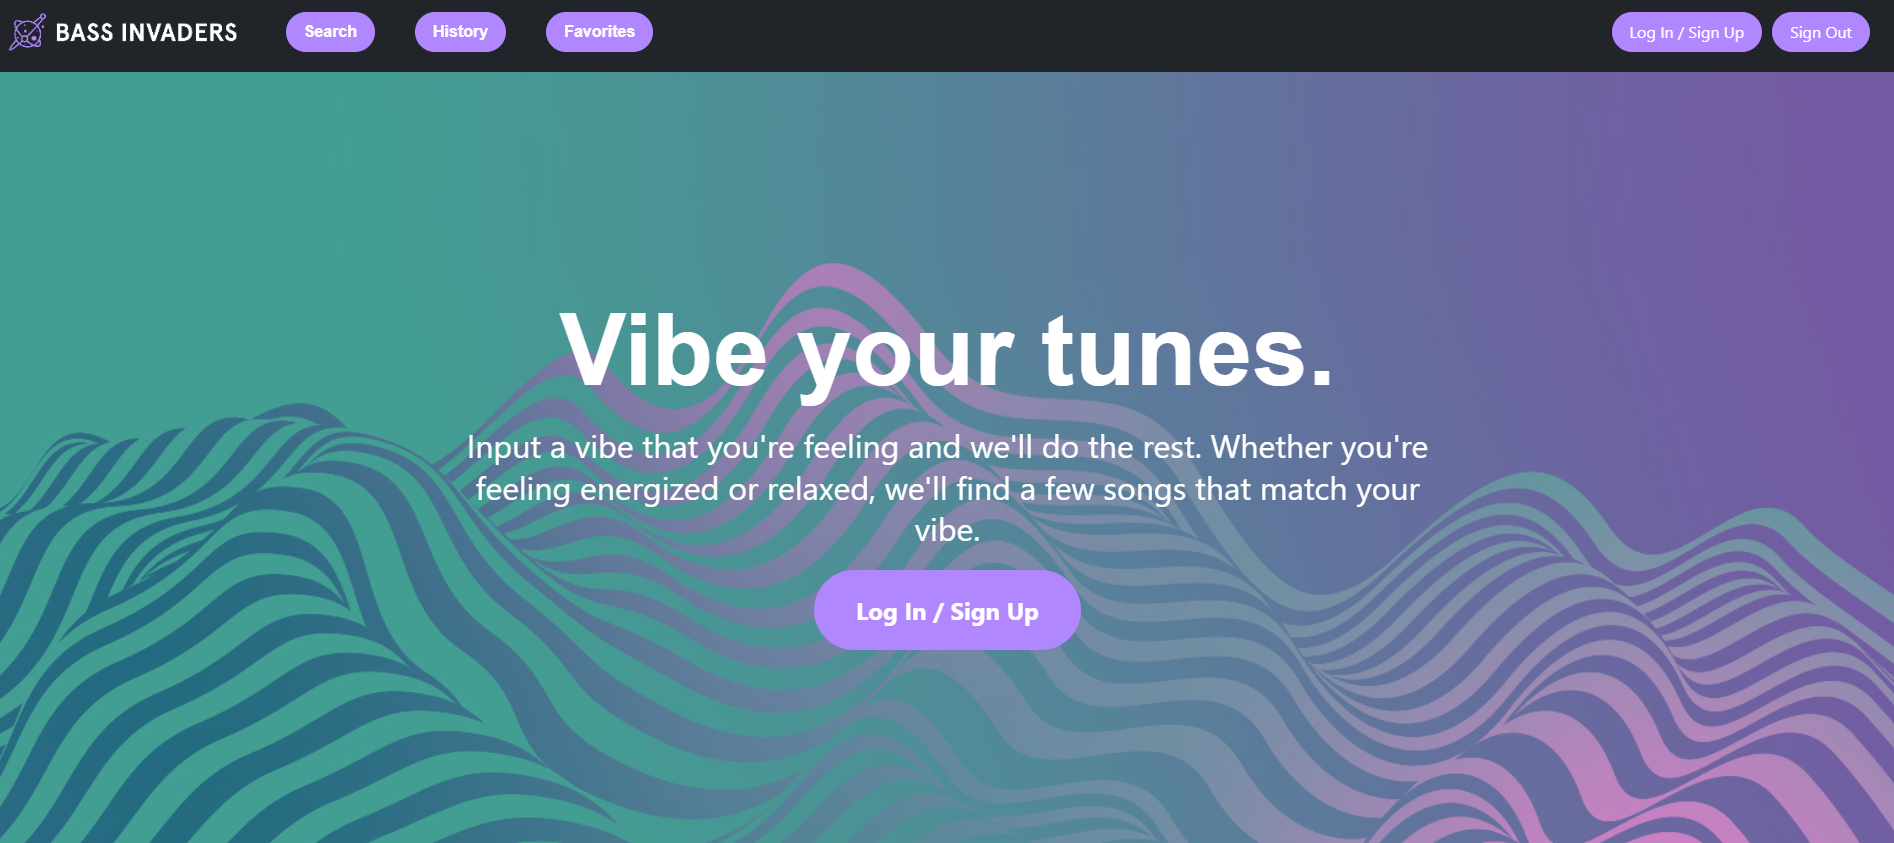 BASS INVADERS
Search
History
Favorites
Log In / Sign Up
Sign Out
Vibe your tunes.
Input a vibe that you're feeling and we'll do the rest. Whether you're
feeling energized or relaxed, we'll find a few songs that match your
vibe.
Log In / Sign Up